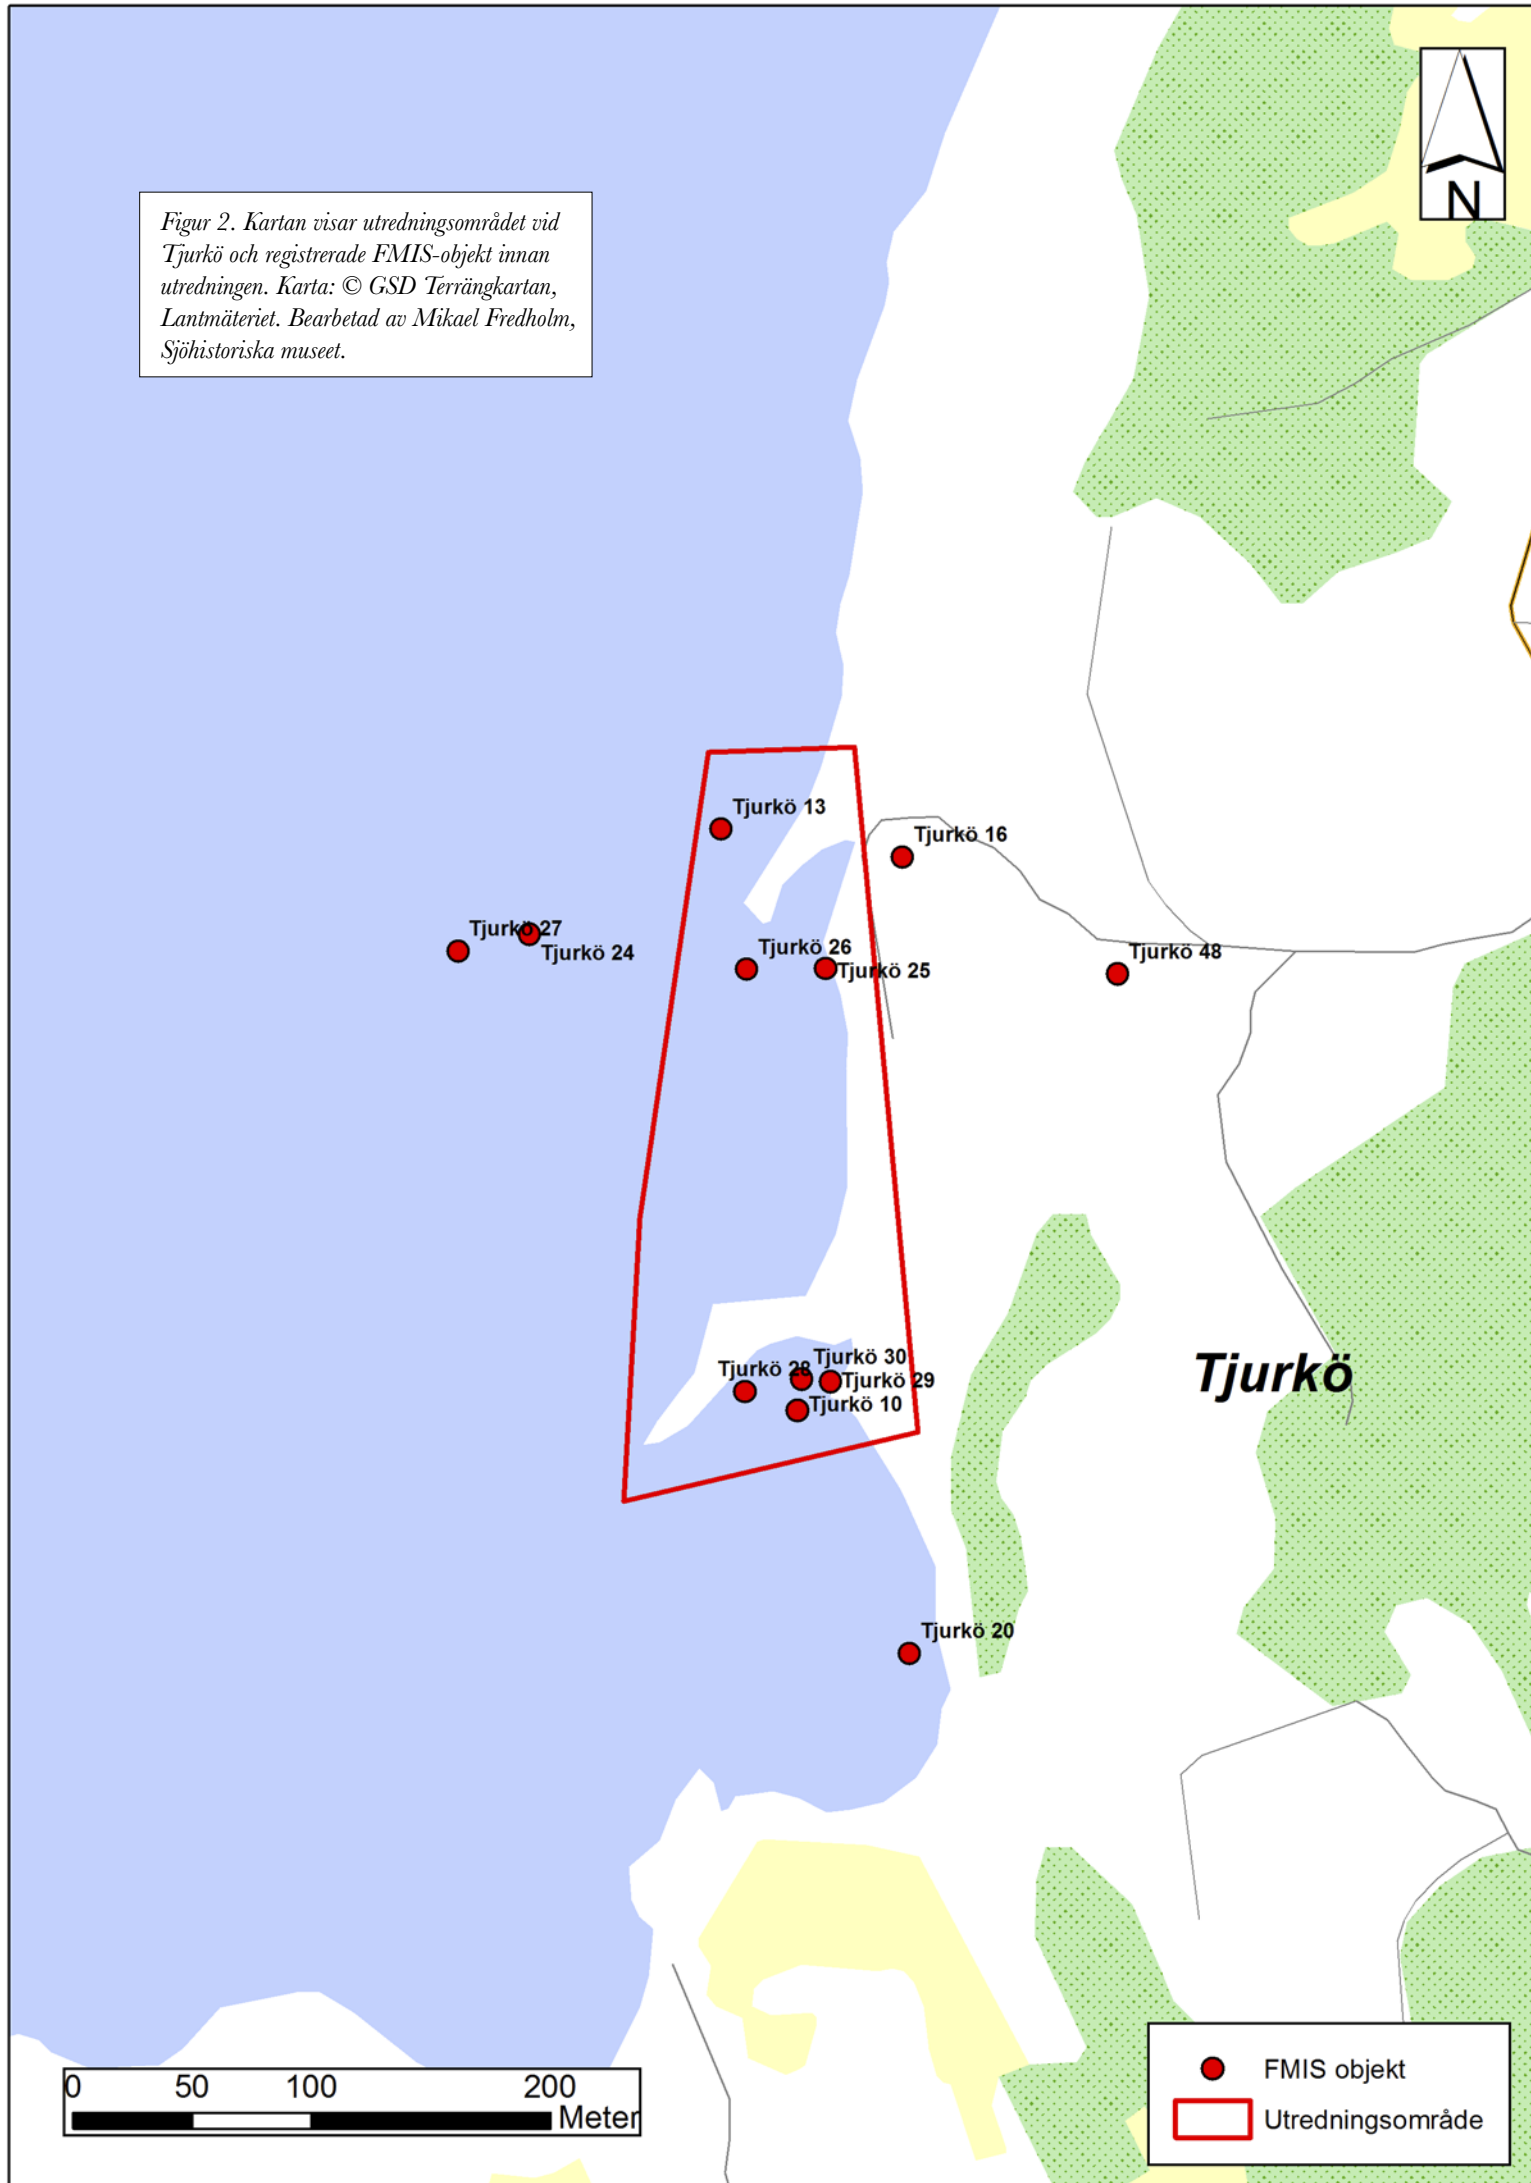 N
Figur 2. Kartan visar utredningsområdet vid
Tjurkö och registrerade FMIS-objekt innan
utredningen. Karta: © GSD Terrängkartan,
Lantmäteriet. Bearbetad av Mikael Fredholm,
Sjöhistoriska museet.
Tjurkö 13
Tjurkö 16
Tjurkö 27
Tjurkö 24
Tjurkö 26
Tjurkö 25
Tjurkö 48
Tjurkö 30
Tjurkö 28
Tjurkö 29
Tjurkö 10
Tjurkö
Tjurkö 20
0 50 100 200
Meter
FMIS objekt
Utredningsområde